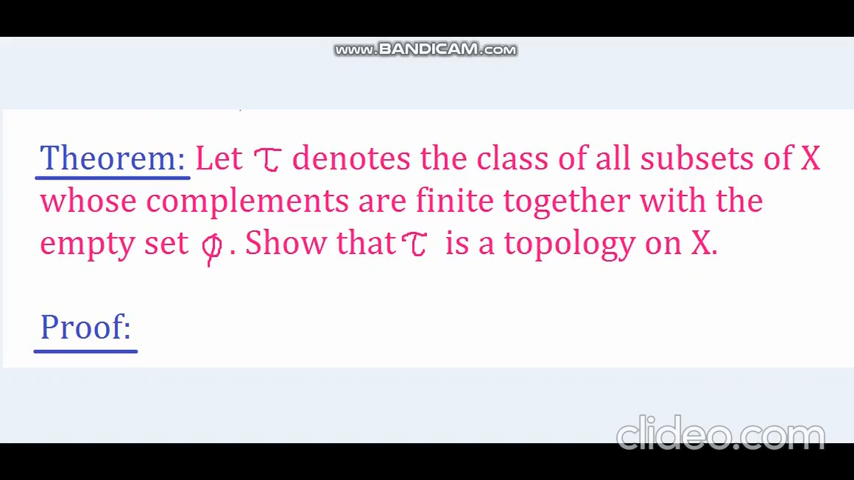 www.BANDICAM.com
Theorem: Let τ denotes the class of all subsets of X
whose complements are finite together with the
empty set φ. Show that τ is a topology on X.
Proof:
clideo.com